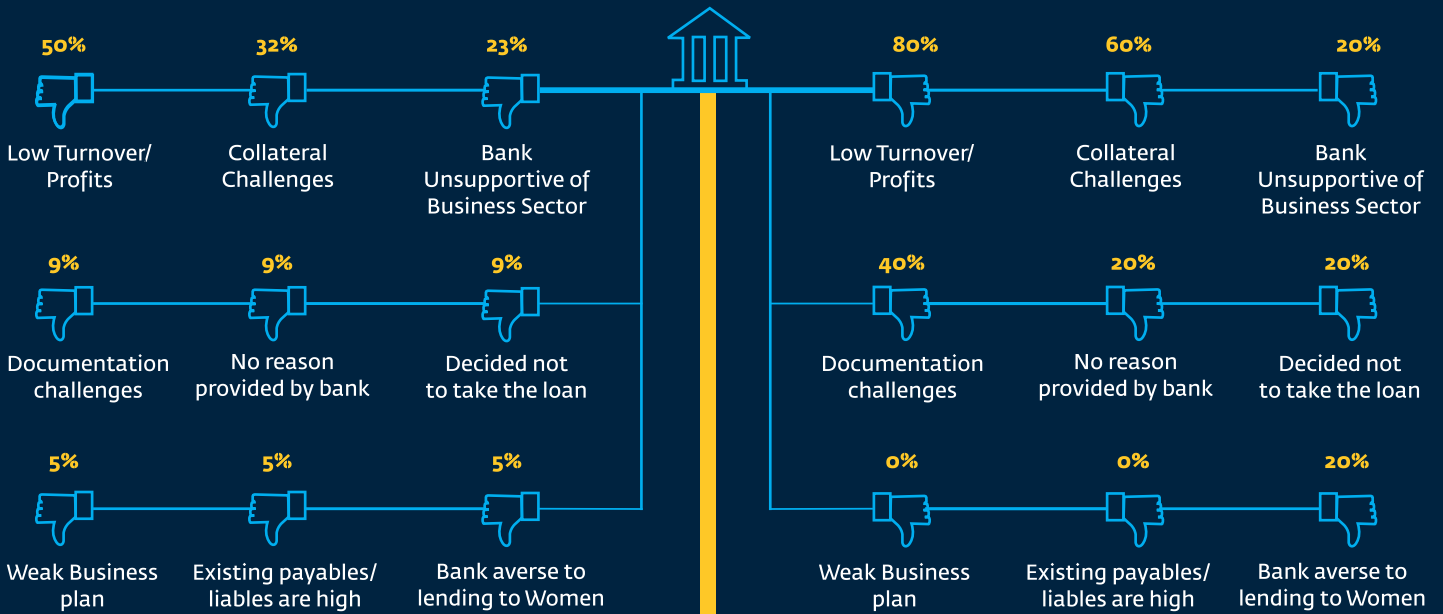 50%
Low Turnover/
Profits
32%
Collateral
Challenges
23%
Bank
Unsupportive of
Business Sector
9%
Documentation
challenges
9%
No reason
provided by bank
9%
Decided not
to take the loan
5%
Weak Business
plan
5%
Existing payables/
liables are high
5%
Bank averse to
lending to Women
80%
Low Turnover/
Profits
60%
Collateral
Challenges
20%
Bank
Unsupportive of
Business Sector
40%
Documentation
challenges
20%
No reason
provided by bank
20%
Decided not
to take the loan
0%
Weak Business
plan
0%
Existing payables/
liables are high
20%
Bank averse to
lending to Women